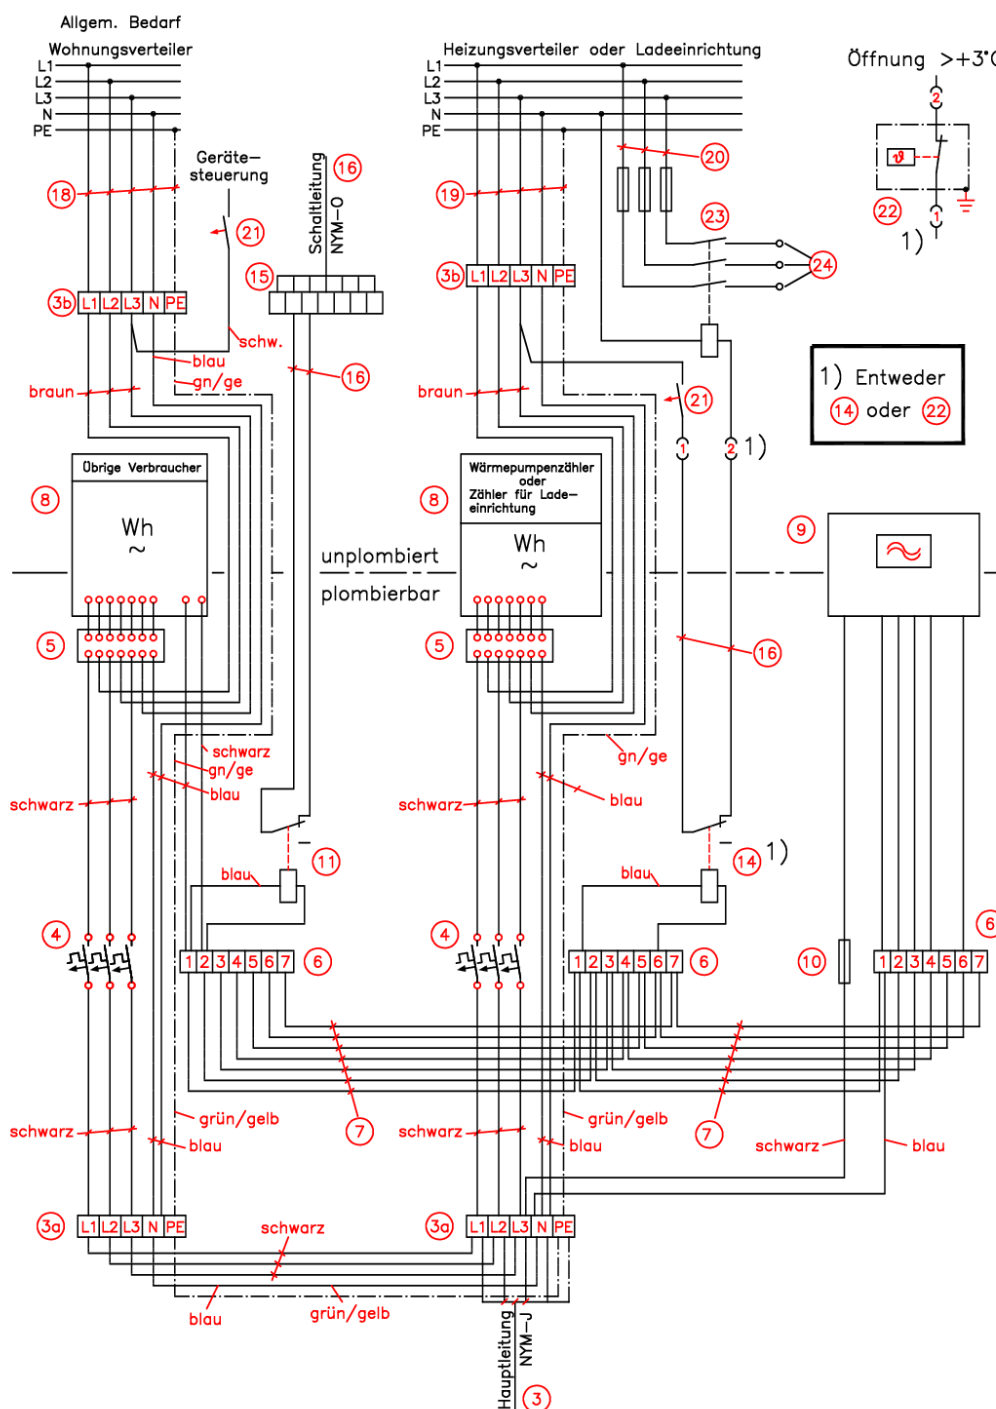 Allgem. Bedarf
Wohnungsverteiler
L1
L2
L3
N
PE
Heizungsverteiler oder Ladeeinrichtung
L1
L2
L3
N
PE
Öffnung >+3°C
2
ϑ
22
1
1)
Geräte-
steuerung
21
Schaltleitung
NYM-O
16
18
19
20
23
24
15
3b
L1 L2 L3 N PE
3b
L1 L2 L3 N PE
schw.
blau
gn/ge
braun
16
braun
21
1
2
1)
1) Entweder
14 oder 22
8
Übrige Verbraucher
Wh
~
8
Wärmepumpenzähler
oder
Zähler für Lade-
einrichtung
Wh
~
9
unplombiert
plombierbar
5
5
16
schwarz
gn/ge
blau
schwarz
gn/ge
blau
schwarz
11
14
1)
blau
blau
4
4
1 2 3 4 5 6 7
6
1 2 3 4 5 6 7
6
10
1 2 3 4 5 6 7
6
7
7
schwarz
grün/gelb
blau
schwarz
grün/gelb
blau
schwarz
blau
3a
L1 L2 L3 N PE
3a
L1 L2 L3 N PE
schwarz
blau
grün/gelb
Hauptleitung
NYM-J
3